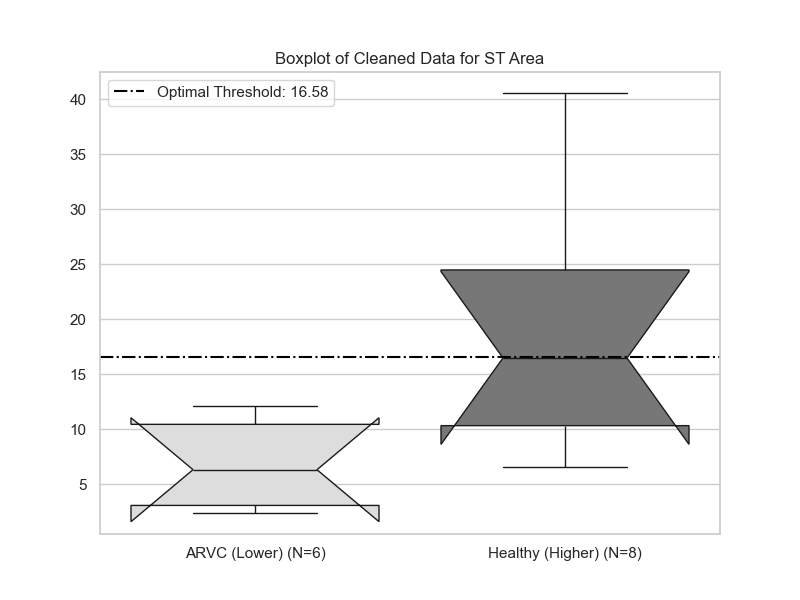 Boxplot of Cleaned Data for ST Area
Optimal Threshold: 16.58
40
35
30
25
20
15
10
5
ARVC (Lower) (N=6)
Healthy (Higher) (N=8)